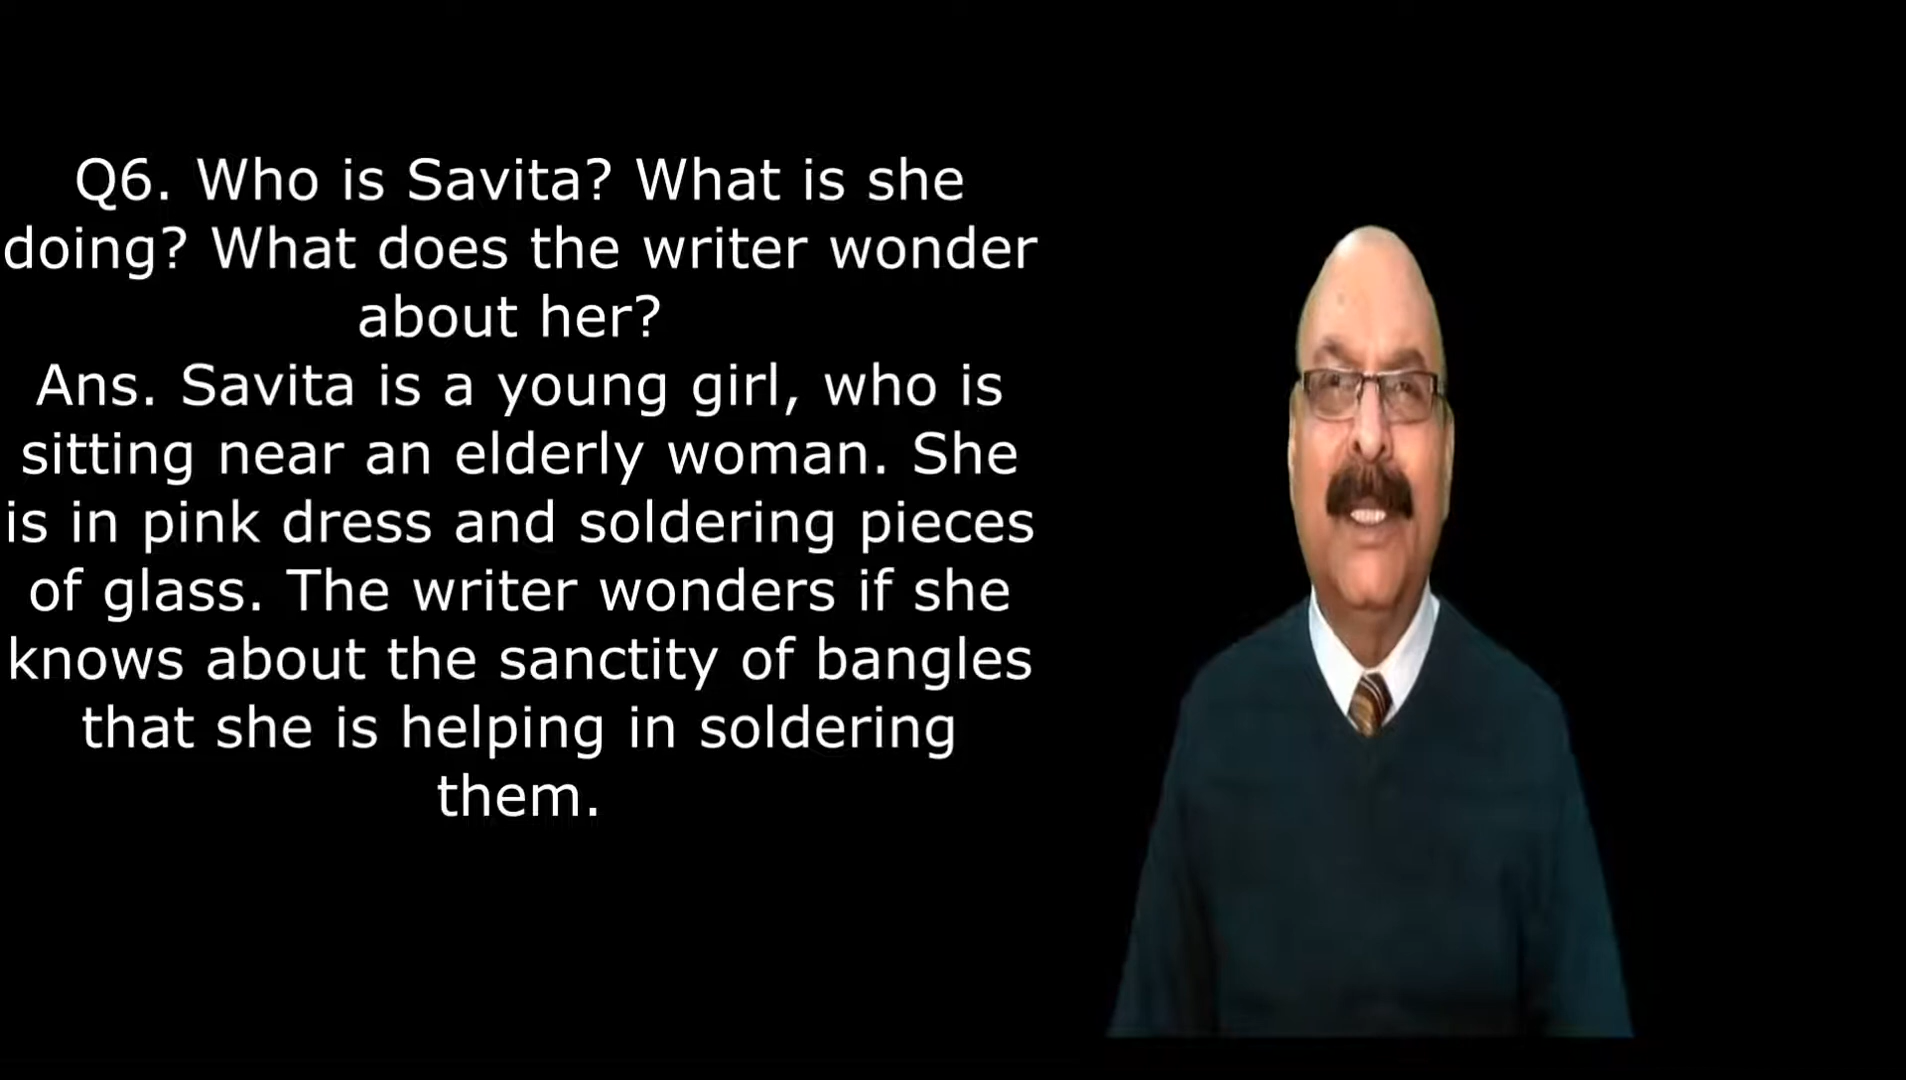 Q6. Who is Savita? What is she
doing? What does the writer wonder
about her?
Ans. Savita is a young girl, who is
sitting near an elderly woman. She
is in pink dress and soldering pieces
of glass. The writer wonders if she
knows about the sanctity of bangles
that she is helping in soldering
them.